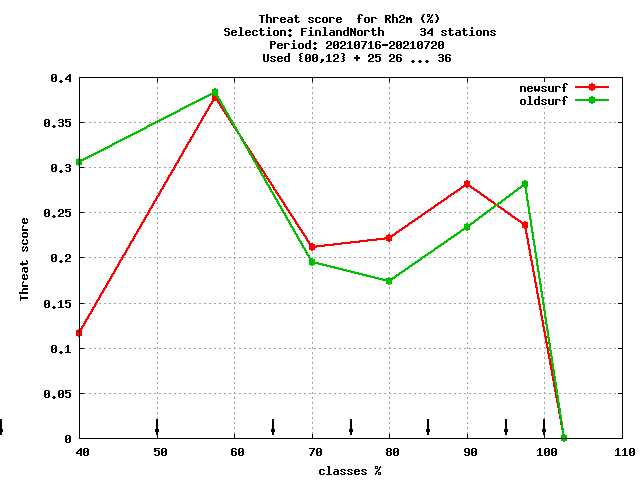 Threat score  for Rh2m (%)
Selection: FinlandNorth     34 stations
Period: 20210716-20210720
Used {00,12} + 25 26 ... 36
newsurf
oldsurf
0.4
0.35
0.3
0.25
0.2
0.15
0.1
0.05
0
Threat score
40 50 60 70 80 90 100 110
classes %